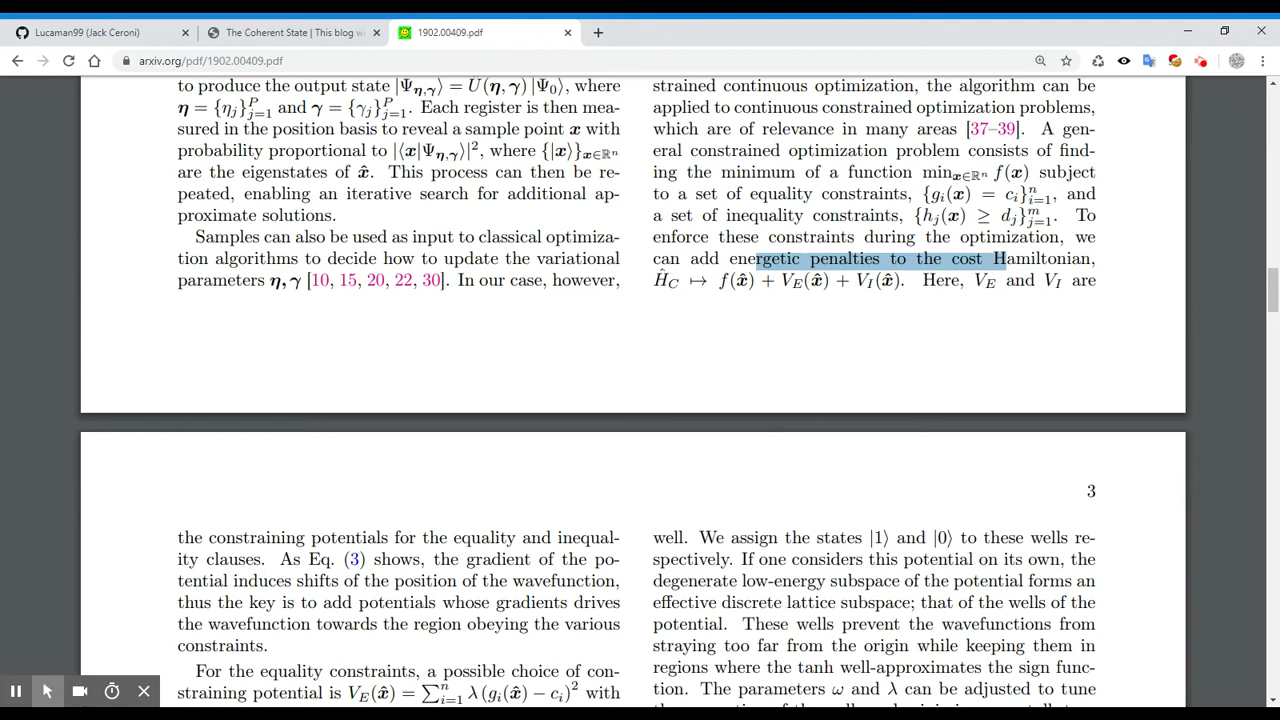 Lucaman99 (Jack Ceroni)
The Coherent State | This blog w
1902.00409.pdf
arxiv.org/pdf/1902.00409.pdf
to produce the output state |Ψη,γ⟩ = U(η, γ) |Ψ0⟩, where
η = {ηj}^P_{j=1} and γ = {γj}^P_{j=1}. Each register is then mea-
sured in the position basis to reveal a sample point x with
probability proportional to |⟨x|Ψη,γ⟩|², where {|x⟩}x∈ℝⁿ
are the eigenstates of x̂. This process can then be re-
peated, enabling an iterative search for additional ap-
proximate solutions.
Samples can also be used as input to classical optimiza-
tion algorithms to decide how to update the variational
parameters η, γ [10, 15, 20, 22, 30]. In our case, however,
strained continuous optimization, the algorithm can be
applied to continuous constrained optimization problems,
which are of relevance in many areas [37–39]. A gen-
eral constrained optimization problem consists of find-
ing the minimum of a function minx∈ℝⁿ f(x) subject
to a set of equality constraints, {gi(x) = ci}^n_{i=1}, and
a set of inequality constraints, {hj(x) ≥ dj}^m_{j=1}. To
enforce these constraints during the optimization, we
can add energetic penalties to the cost Hamiltonian,
ĤC ↦ f(x̂) + VE(x̂) + VI(x̂). Here, VE and VI are
3
the constraining potentials for the equality and inequal-
ity clauses. As Eq. (3) shows, the gradient of the po-
tential induces shifts of the position of the wavefunction,
thus the key is to add potentials whose gradients drives
the wavefunction towards the region obeying the various
constraints.
For the equality constraints, a possible choice of con-
straining potential is VE(x̂) = ∑^n_{i=1} λ (gi(x̂) − ci)² with
well. We assign the states |1⟩ and |0⟩ to these wells re-
spectively. If one considers this potential on its own, the
degenerate low-energy subspace of the potential forms an
effective discrete lattice subspace; that of the wells of the
potential. These wells prevent the wavefunctions from
straying too far from the origin while keeping them in
regions where the tanh well-approximates the sign func-
tion. The parameters ω and λ can be adjusted to tune